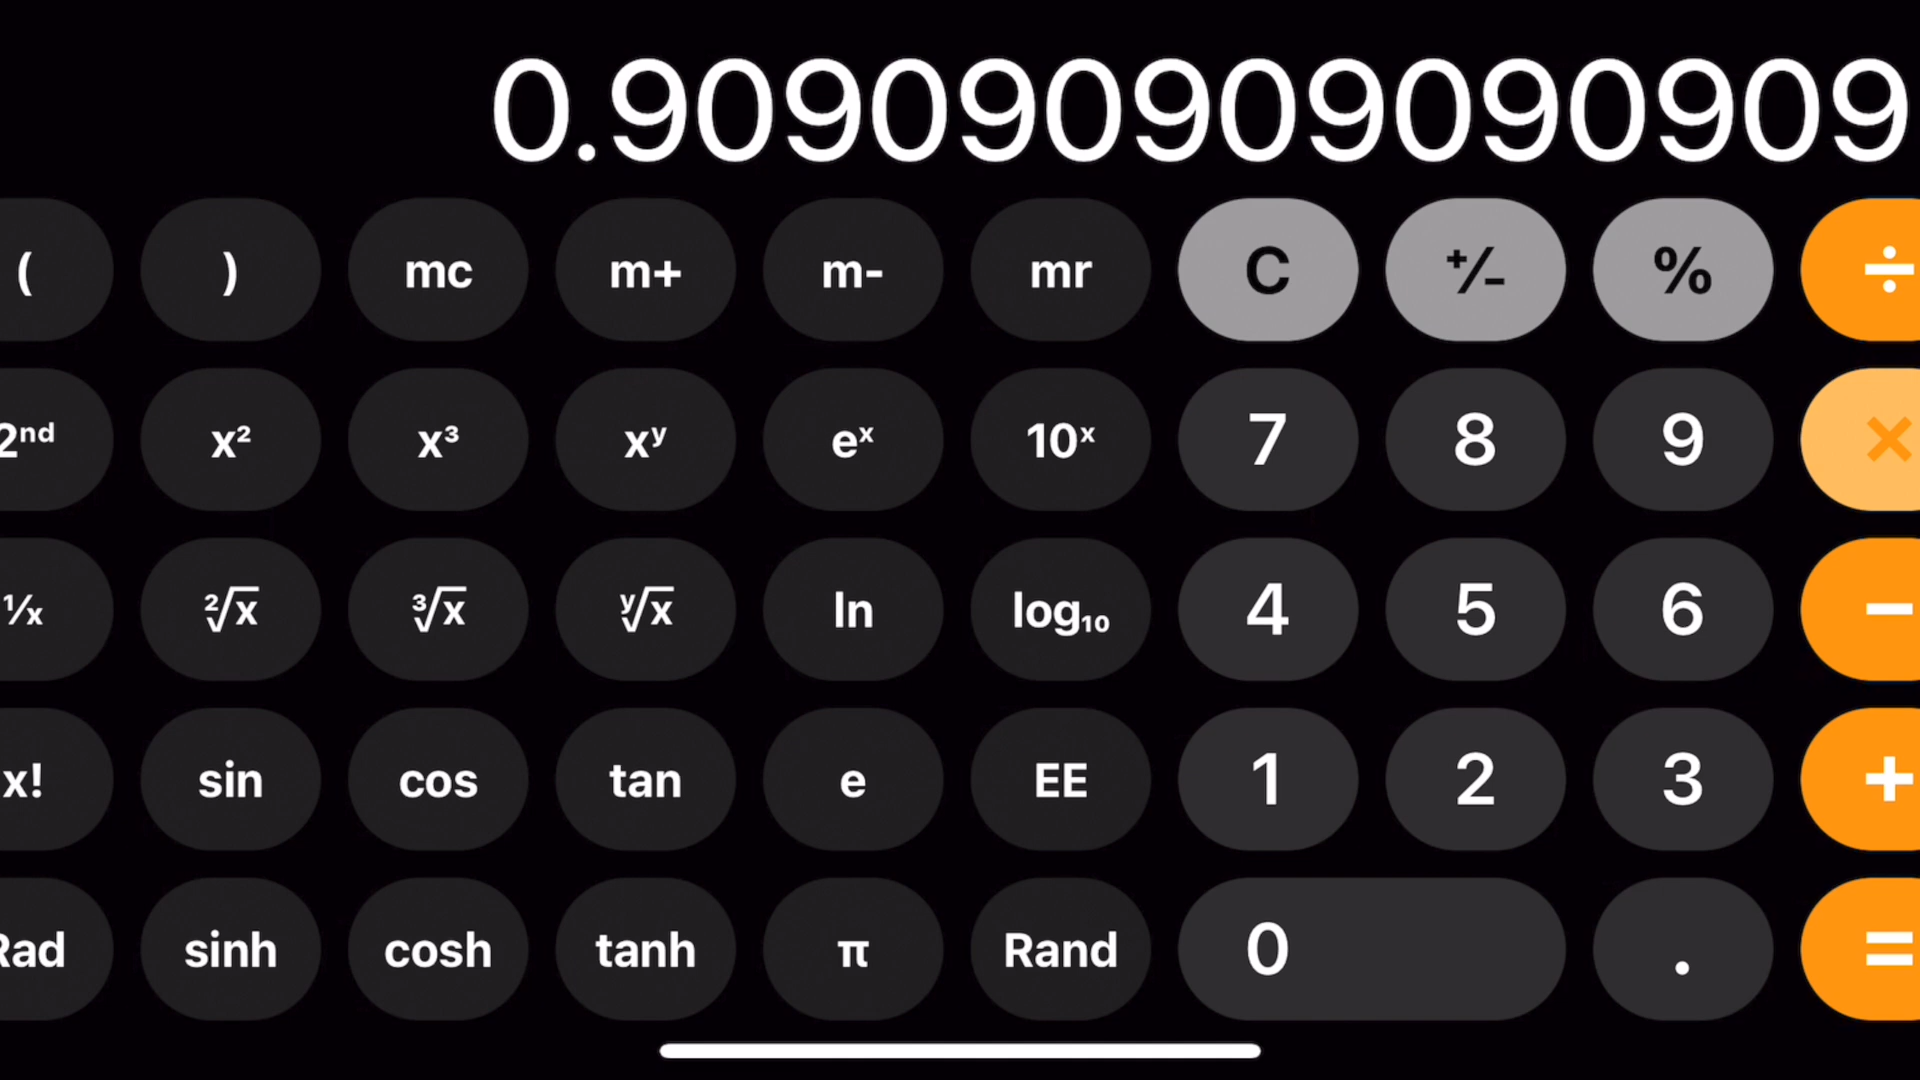 0.909090909090909
( ) mc m+ m- mr C ⁺∕₋ % ÷
2ⁿᵈ x² x³ xʸ eˣ 10ˣ 7 8 9 ×
¹⁄x ²√x ³√x ʸ√x ln log₁₀ 4 5 6 −
x! sin cos tan e EE 1 2 3 +
Rad sinh cosh tanh π Rand 0 . =